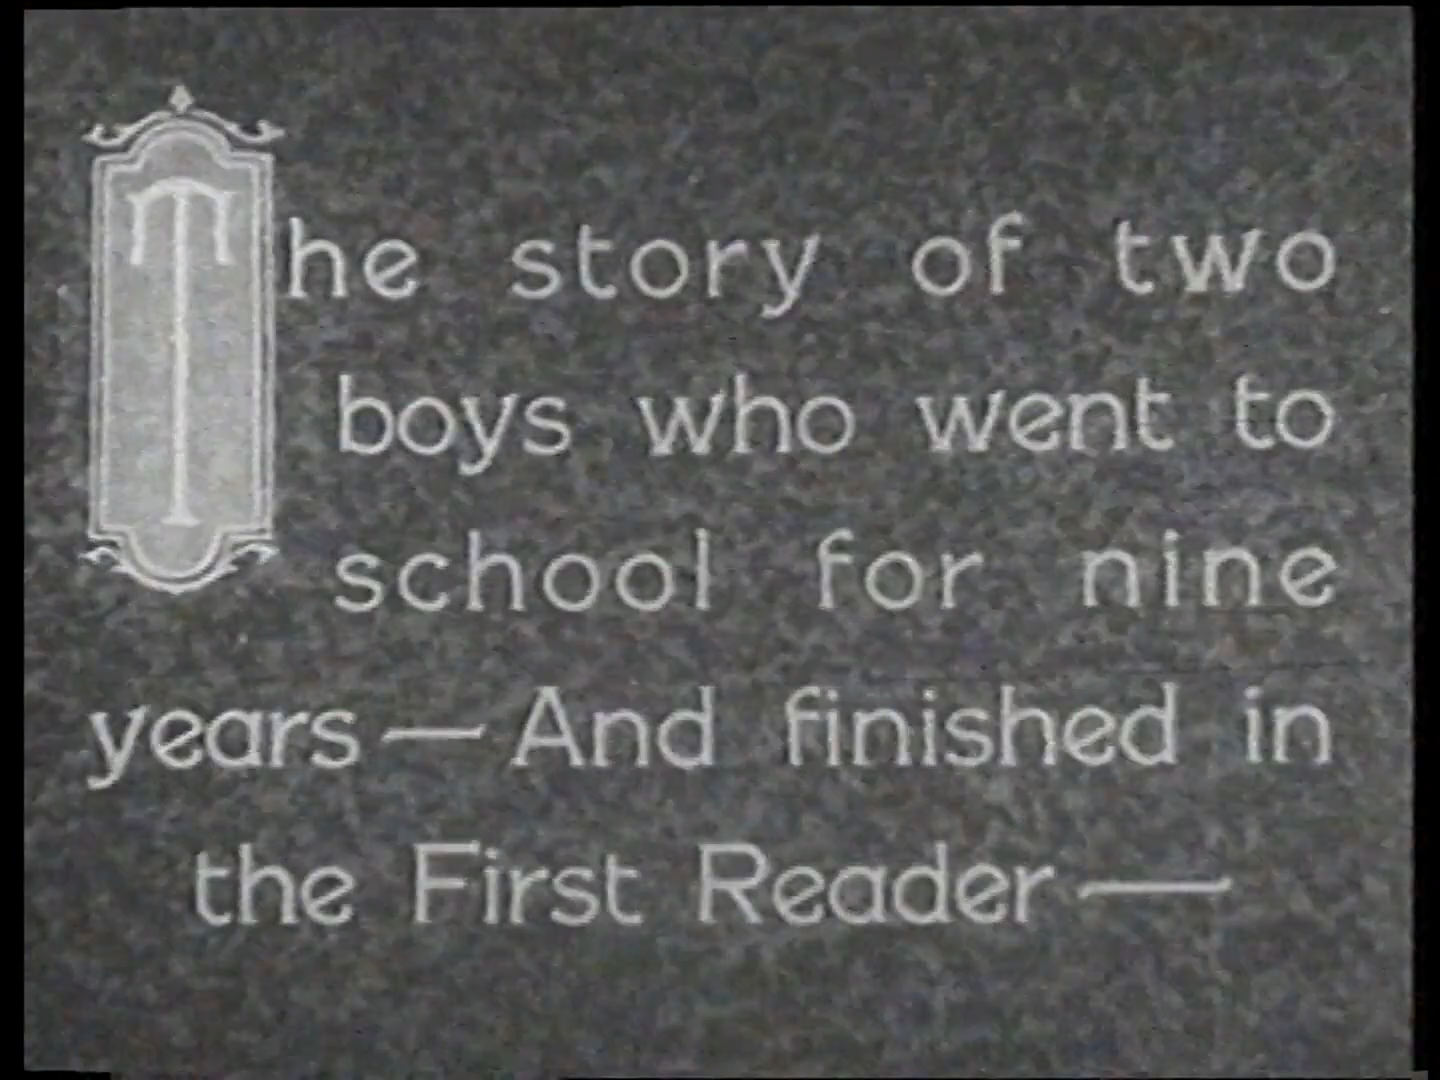 The story of two
boys who went to
school for nine
years — And finished in
the First Reader —